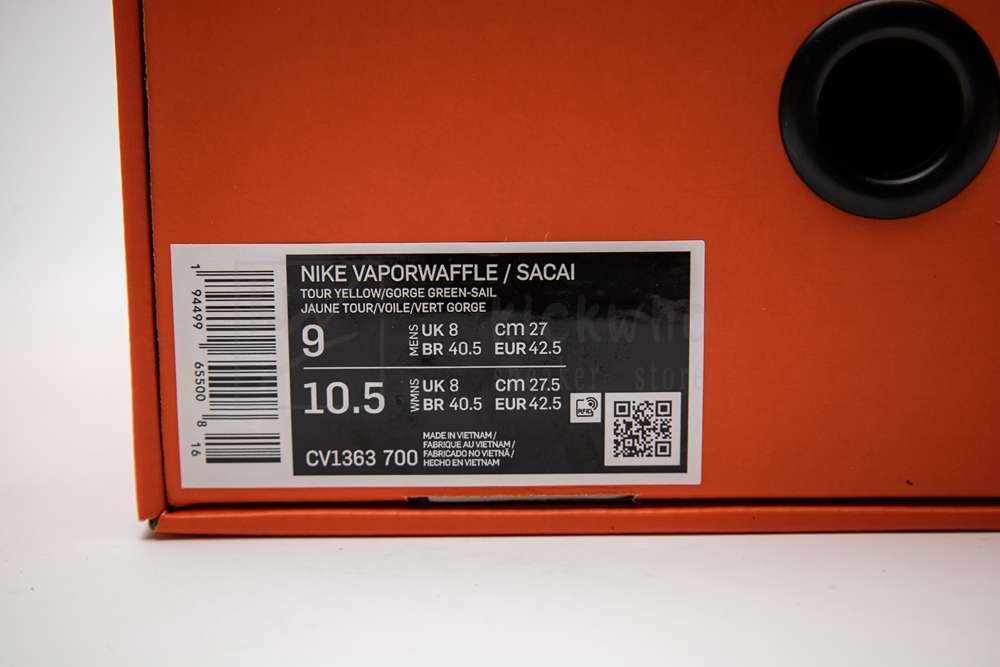 1 94499 65500 8 16
NIKE VAPORWAFFLE / SACAI
TOUR YELLOW/GORGE GREEN-SAIL
JAUNE TOUR/VOILE/VERT GORGE
9 MENS UK 8 CM 27
BR 40.5 EUR 42.5
10.5 WMNS UK 8 CM 27.5
BR 40.5 EUR 42.5
RFID
CV1363 700
MADE IN VIETNAM /
FABRIQUE AU VIETNAM /
FABRICADO NO VIETNÃ /
HECHO EN VIETNAM
sneaker store